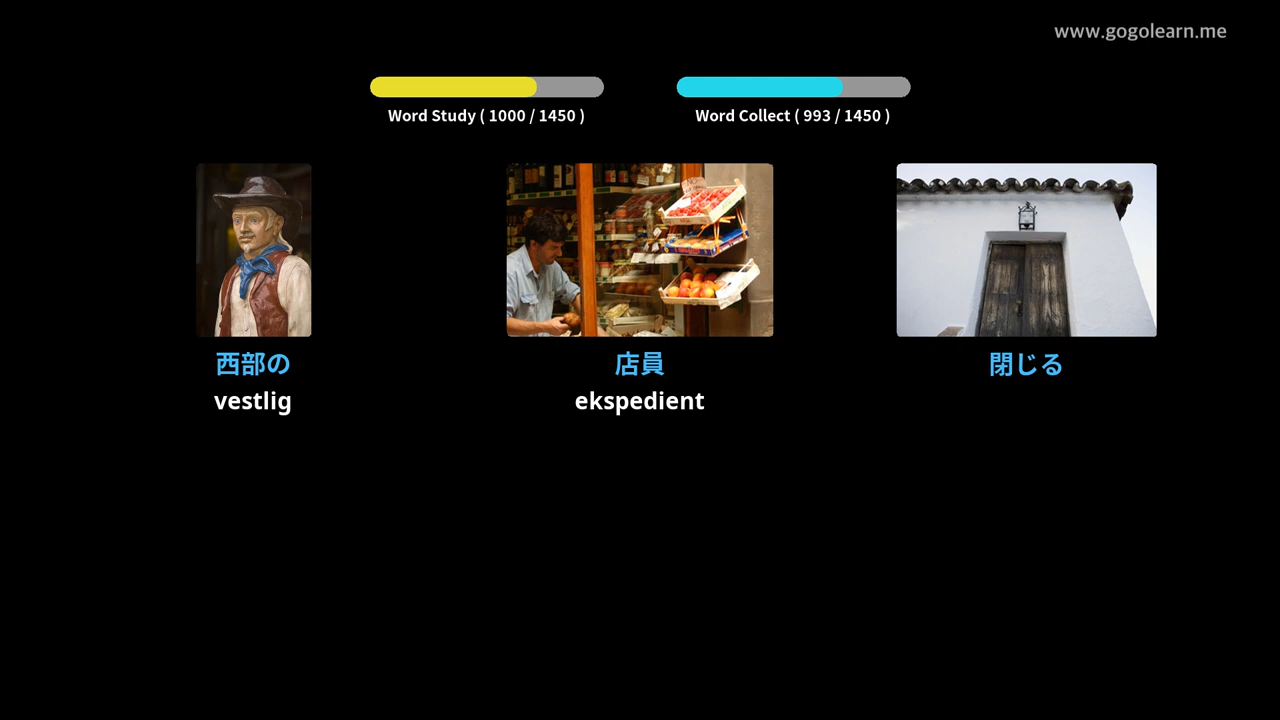 www.gogolearn.me
Word Study ( 1000 / 1450 )
Word Collect ( 993 / 1450 )
西部の
vestlig
店員
ekspedient
閉じる